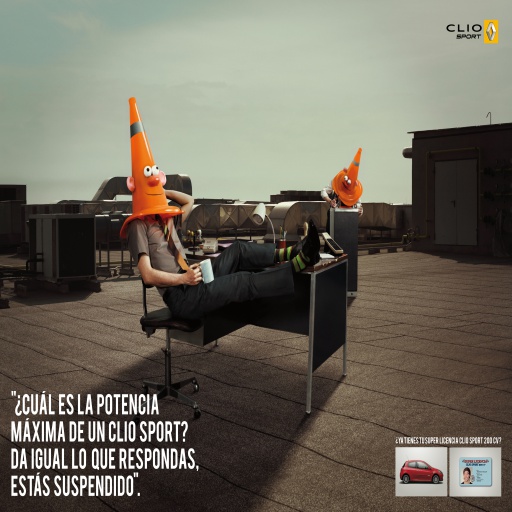 CLIO
SPORT
"¿CUÁL ES LA POTENCIA
MÁXIMA DE UN CLIO SPORT?
DA IGUAL LO QUE RESPONDAS,
ESTÁS SUSPENDIDO".
¿YA TIENES TU SUPER LICENCIA CLIO SPORT 200 CV?